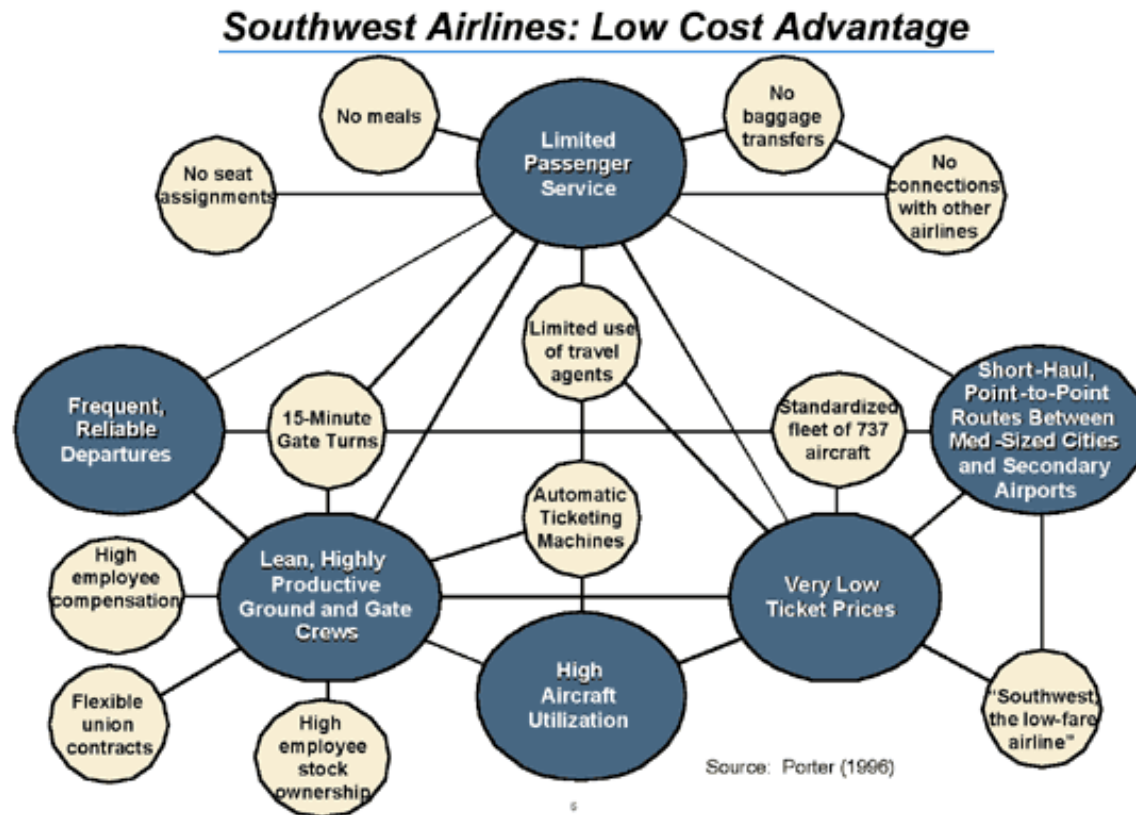 Southwest Airlines: Low Cost Advantage
No meals
Limited
Passenger
Service
No
baggage
transfers
No seat
assignments
No
connections
with other
airlines
Limited use
of travel
agents
Frequent,
Reliable
Departures
15-Minute
Gate Turns
Standardized
fleet of 737
aircraft
Short-Haul,
Point-to-Point
Routes Between
Med-Sized Cities
and Secondary
Airports
Automatic
Ticketing
Machines
High
employee
compensation
Lean, Highly
Productive
Ground and Gate
Crews
Very Low
Ticket Prices
High
Aircraft
Utilization
Flexible
union
contracts
High
employee
stock
ownership
"Southwest,
the low-fare
airline"
Source: Porter (1996)